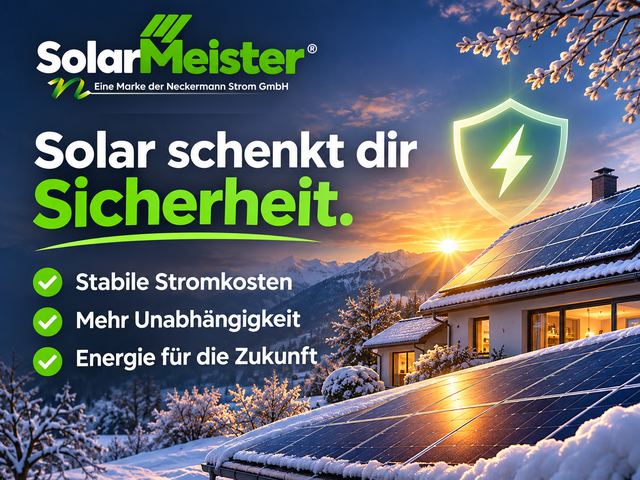 SolarMeister®
Eine Marke der Neckermann Strom GmbH
Solar schenkt dir
Sicherheit.
Stabile Stromkosten
Mehr Unabhängigkeit
Energie für die Zukunft